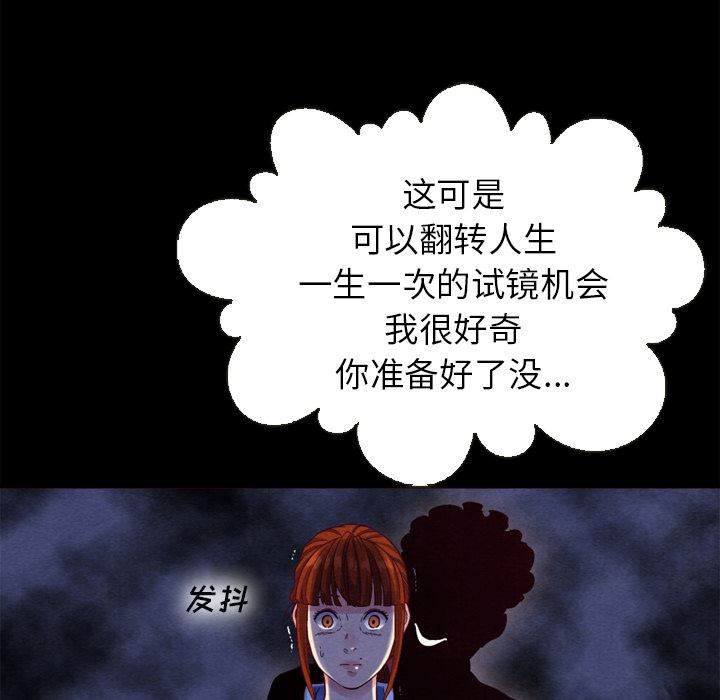 这可是
可以翻转人生
一生一次的试镜机会
我很好奇
你准备好了没...
发抖